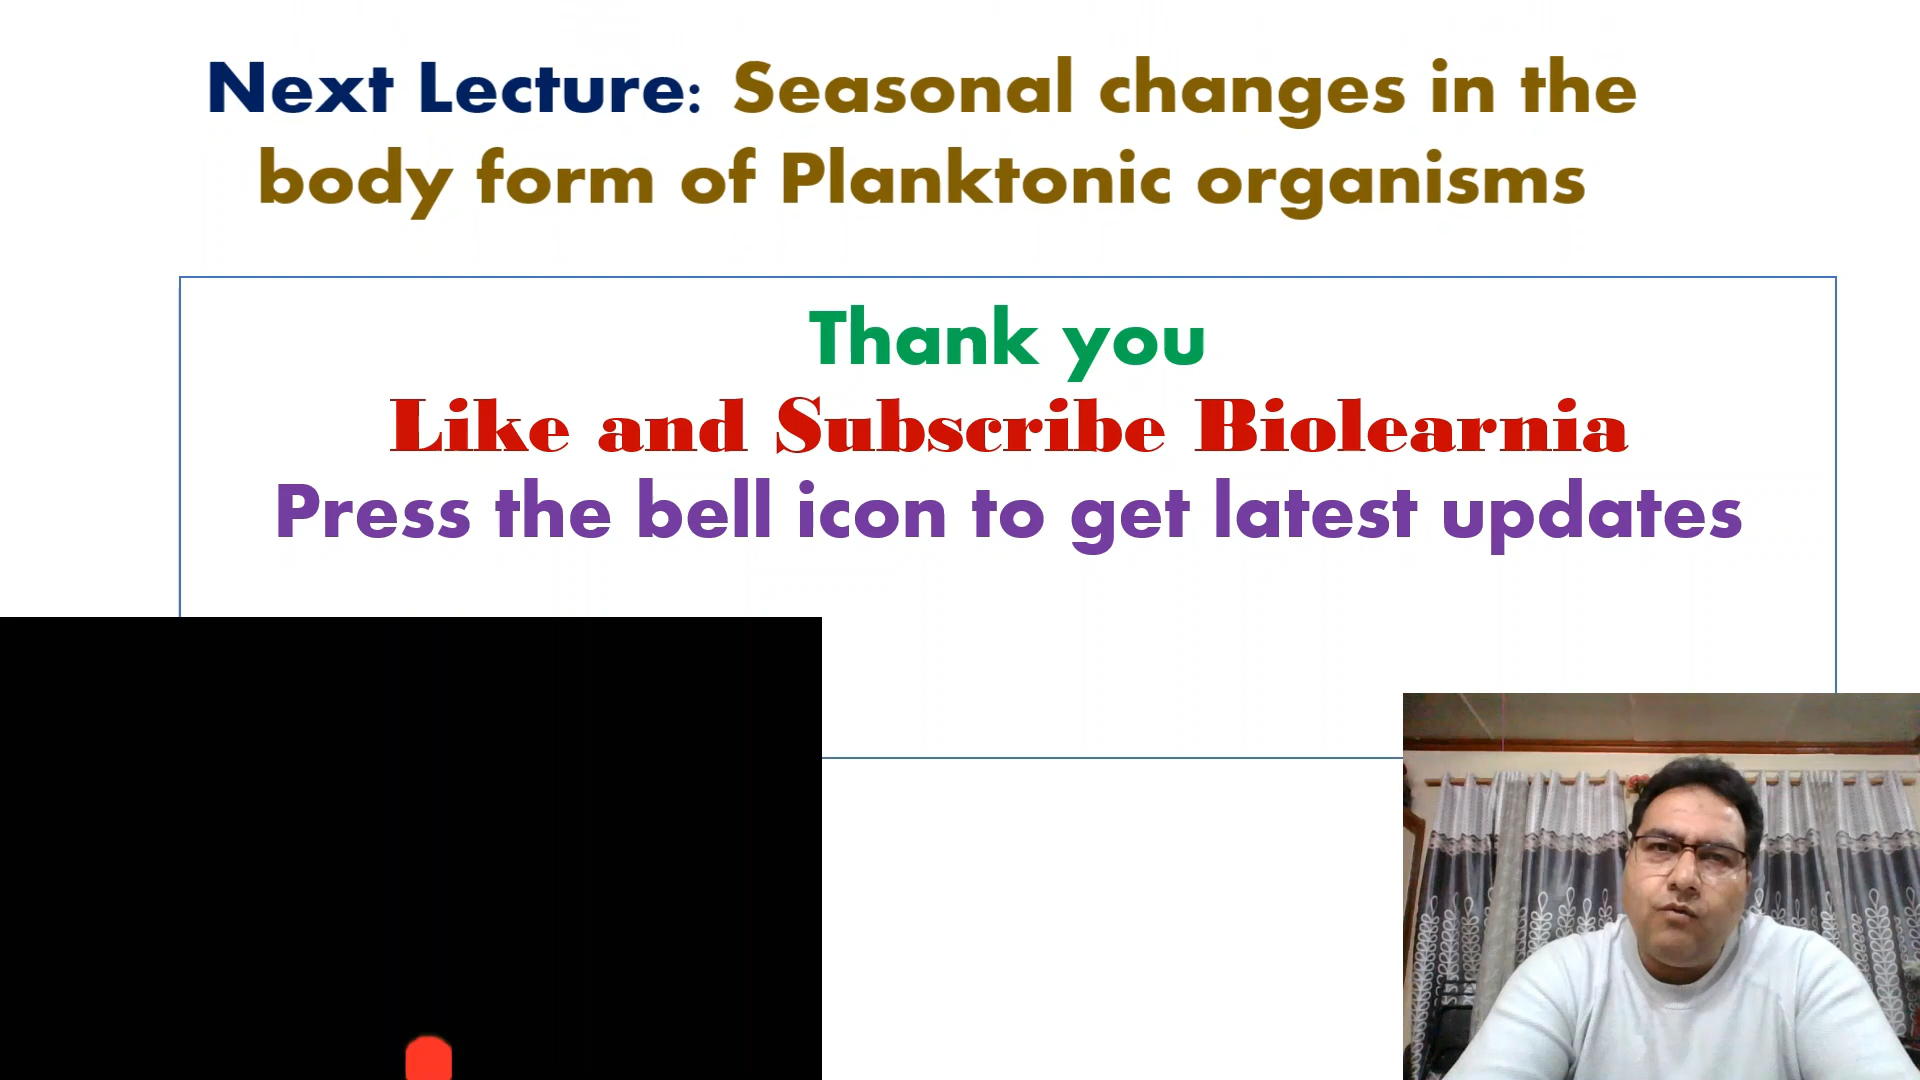 Next Lecture: Seasonal changes in the
body form of Planktonic organisms
Thank you
Like and Subscribe Biolearnia
Press the bell icon to get latest updates